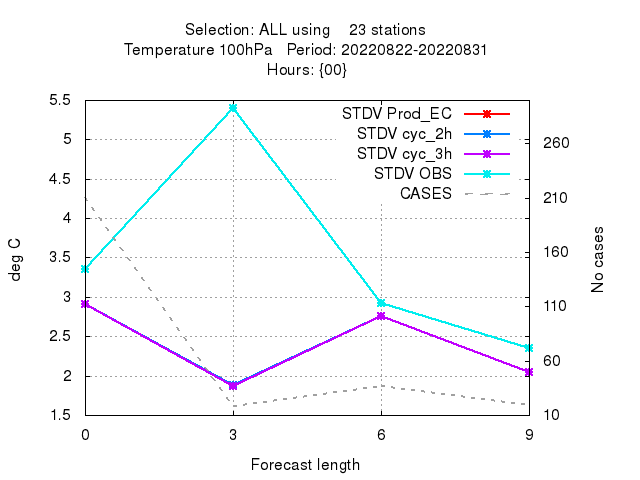 Selection: ALL using 23 stations
Temperature 100hPa Period: 20220822-20220831
Hours: {00}
5.5
5
4.5
4
3.5
3
2.5
2
1.5
deg C
STDV Prod_EC
STDV cyc_2h
STDV cyc_3h
STDV OBS
CASES
260
210
160
110
60
10
No cases
0 3 6 9
Forecast length